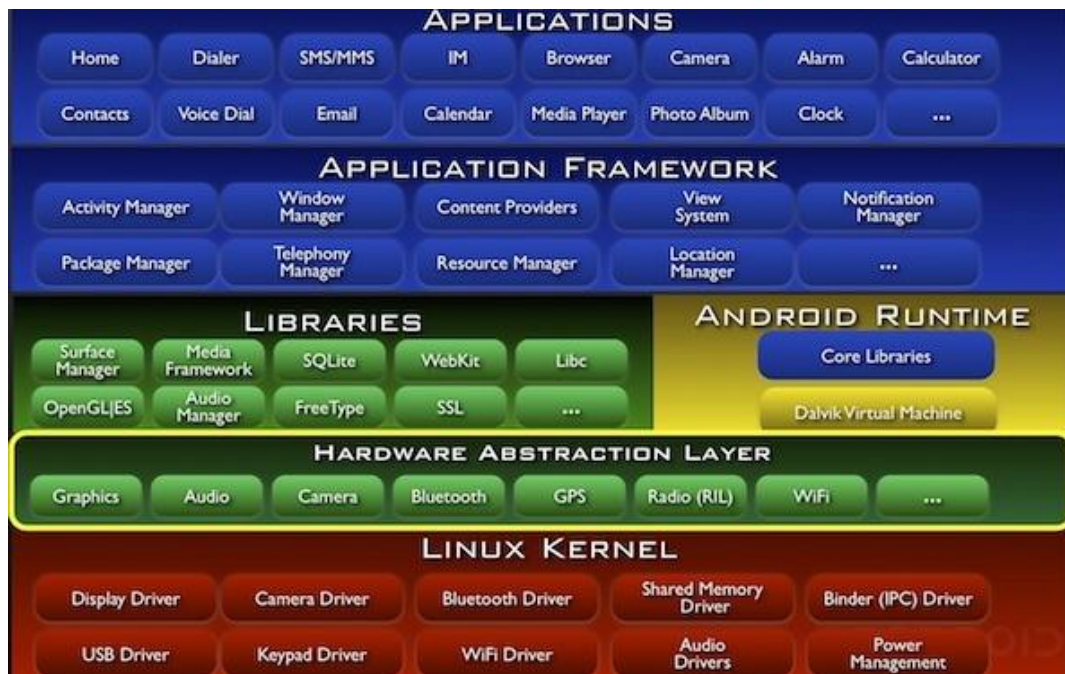 APPLICATIONS
Home Dialer SMS/MMS IM Browser Camera Alarm Calculator
Contacts Voice Dial Email Calendar Media Player Photo Album Clock ...
APPLICATION FRAMEWORK
Activity Manager Window Manager Content Providers View System Notification Manager
Package Manager Telephony Manager Resource Manager Location Manager ...
LIBRARIES ANDROID RUNTIME
Surface Manager Media Framework SQLite WebKit Libc Core Libraries
OpenGL|ES Audio Manager FreeType SSL ... Dalvik Virtual Machine
HARDWARE ABSTRACTION LAYER
Graphics Audio Camera Bluetooth GPS Radio (RIL) WiFi ...
LINUX KERNEL
Display Driver Camera Driver Bluetooth Driver Shared Memory Driver Binder (IPC) Driver
USB Driver Keypad Driver WiFi Driver Audio Drivers Power Management